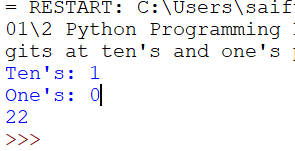 = RESTART: C:\Users\saif
01\2 Python Programming
gits at ten's and one's
Ten's: 1
One's: 0
22
>>>